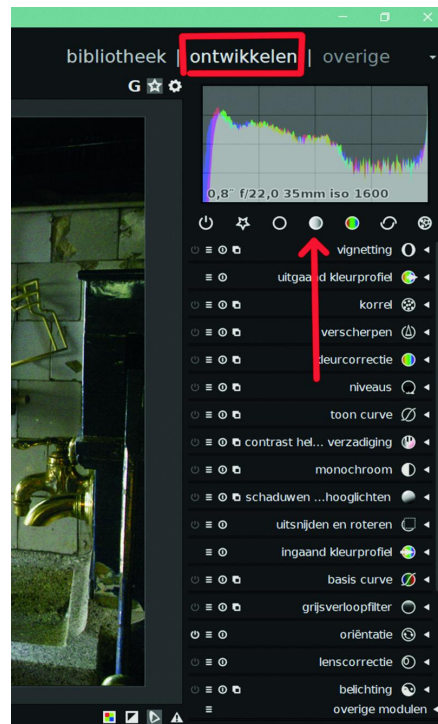 bibliotheek | ontwikkelen | overige
G
0,8" f/22,0 35mm iso 1600
vignetting
uitgaand kleurprofiel
korrel
verscherpen
kleurcorrectie
niveaus
toon curve
contrast hel... verzadiging
monochroom
schaduwen ...hooglichten
uitsnijden en roteren
ingaand kleurprofiel
basis curve
grijsverloopfilter
oriëntatie
lenscorrectie
belichting
overige modulen